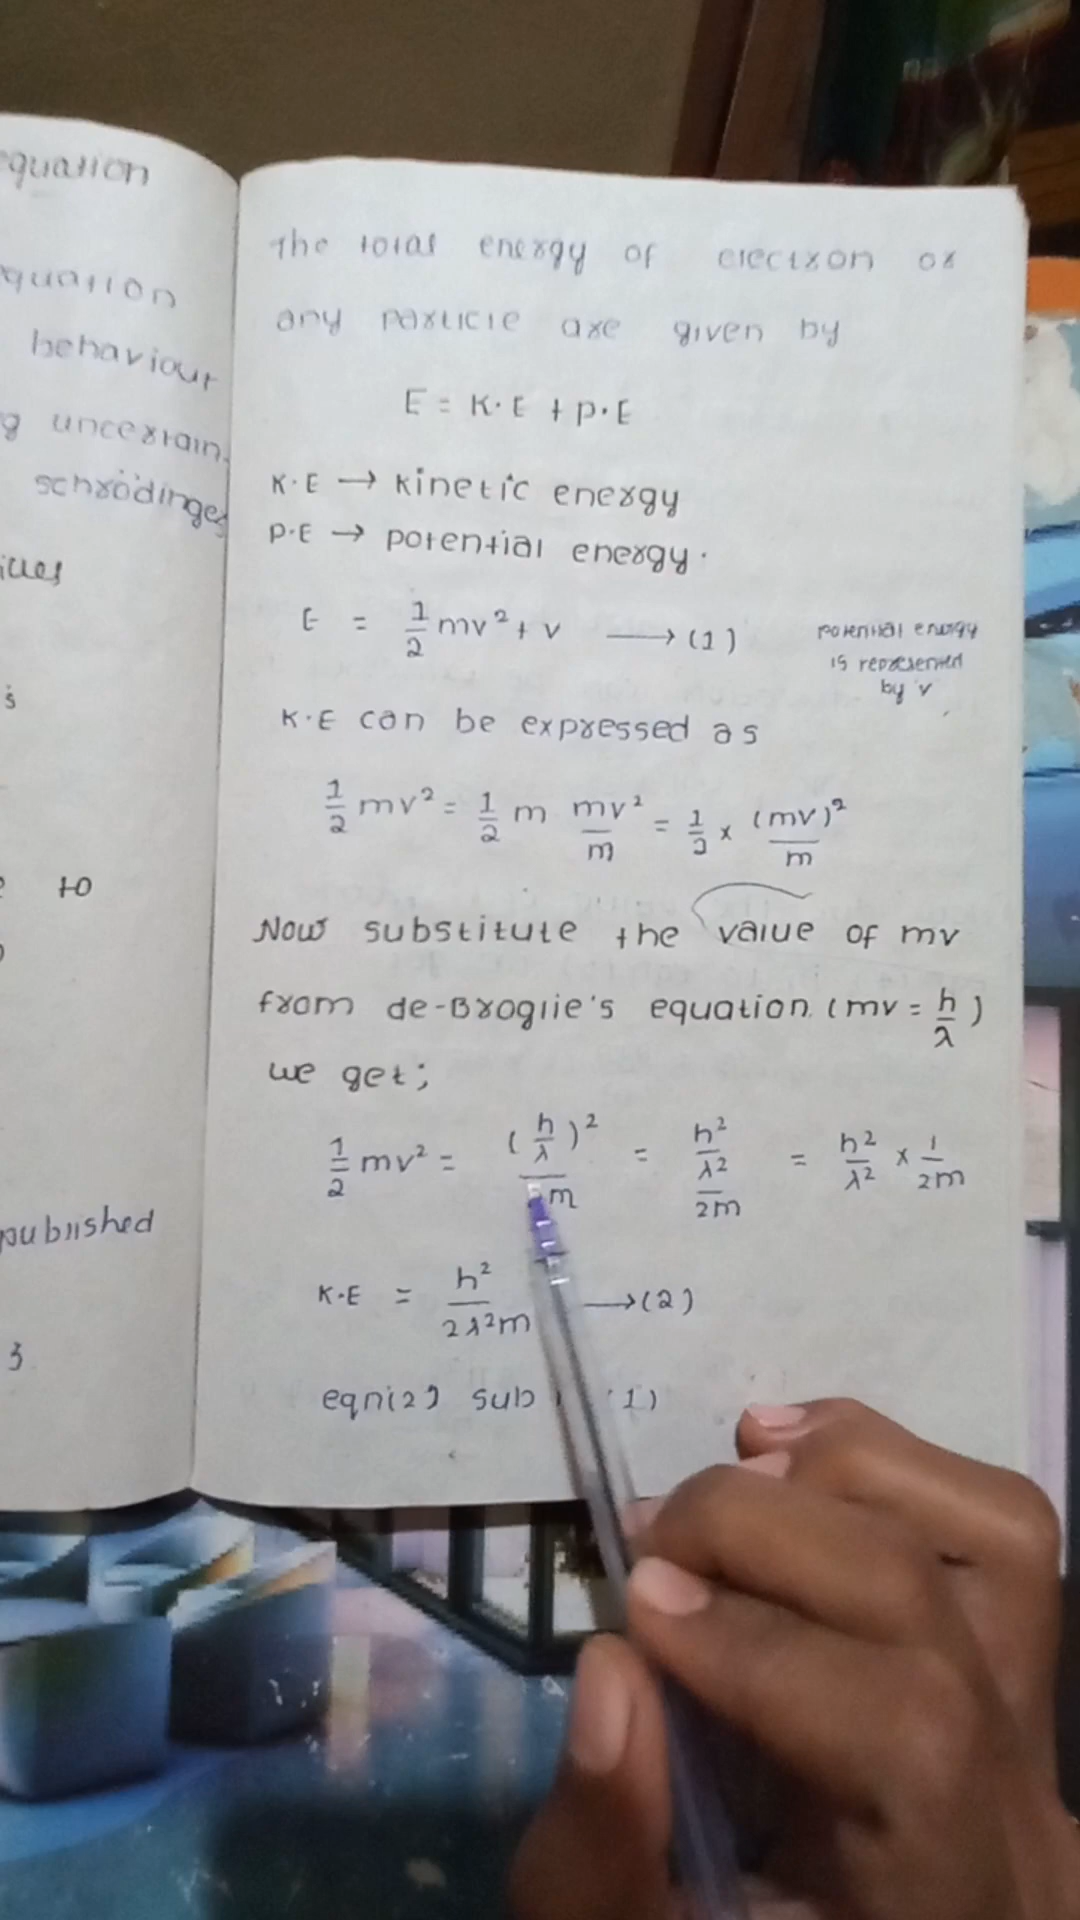 equation
quation
behaviour
g uncertain.
schrödinger
s
to
published
3
The total energy of electron or
any particle are given by
E = K.E + P.E
K.E → Kinetic energy
P.E → potential energy.
E = 1/2 mv² + v ⟶ (1)
potential energy
is represented
by v
K.E can be expressed as
1/2 mv² = 1/2 m mv²/m = 1/2 × (mv)²/m
Now substitute the value of mv
from de-Broglie's equation. (mv = h/λ)
we get;
1/2 mv² = (h/λ)²/m = h²/λ²/2m = h²/λ² × 1/2m
K.E = h²/2λ²m ⟶ (2)
eqn(2) sub (1)